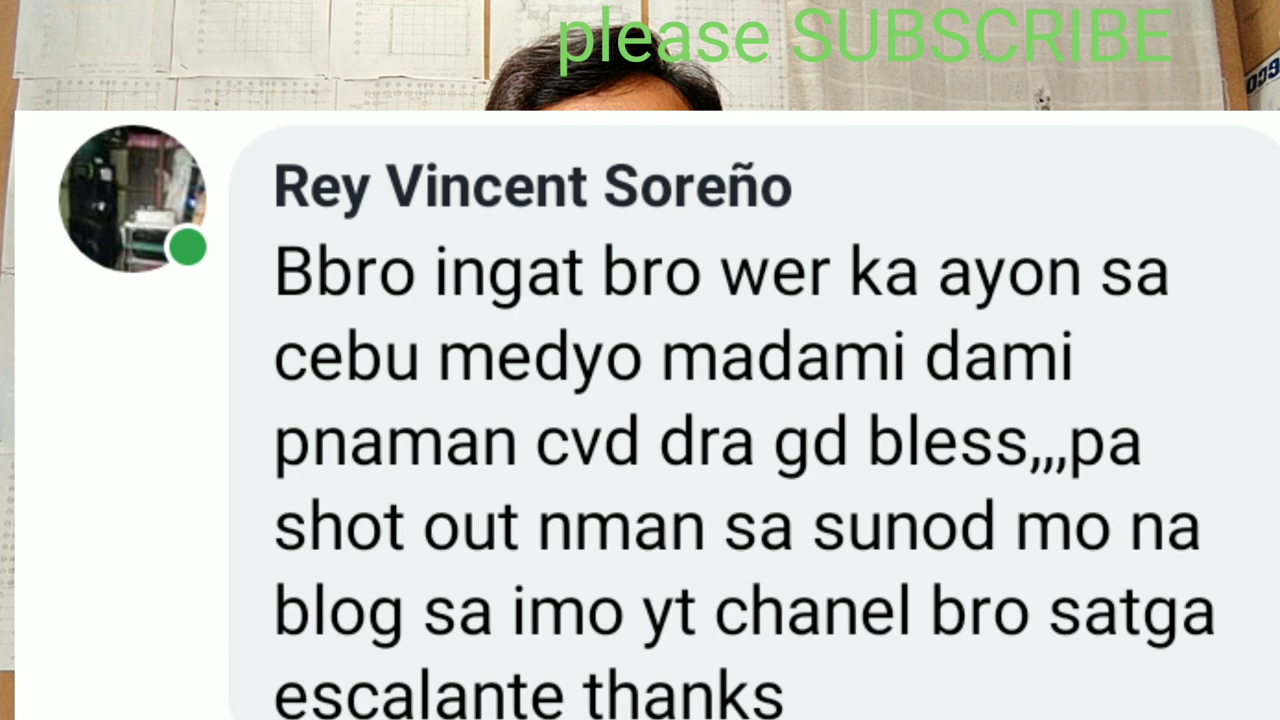 please SUBSCRIBE
Rey Vincent Soreño
Bbro ingat bro wer ka ayon sa
cebu medyo madami dami
pnaman cvd dra gd bless,,,pa
shot out nman sa sunod mo na
blog sa imo yt chanel bro satga
escalante thanks